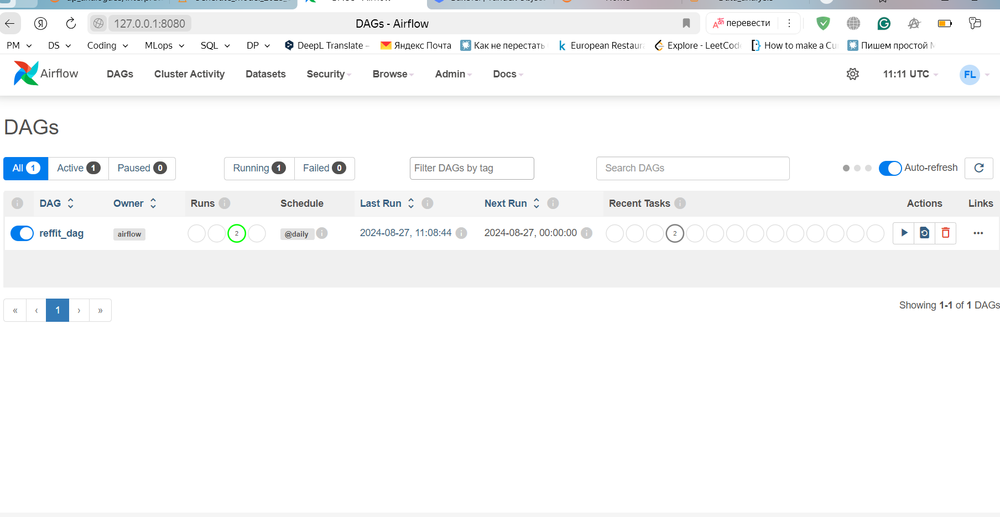 127.0.0.1:8080 DAGs - Airflow перевести
PM DS Coding MLops SQL DP DeepL Translate – Яндекс Почта Как не перестать European Restaura Explore - LeetCode How to make a Cu Пишем простой
Airflow DAGs Cluster Activity Datasets Security Browse Admin Docs 11:11 UTC FL
DAGs
All 1 Active 1 Paused 0 Running 1 Failed 0 Filter DAGs by tag Search DAGs Auto-refresh
DAG Owner Runs Schedule Last Run Next Run Recent Tasks Actions Links
reffit_dag airflow 2 @daily 2024-08-27, 11:08:44 2024-08-27, 00:00:00 2
« ‹ 1 › »
Showing 1-1 of 1 DAGs